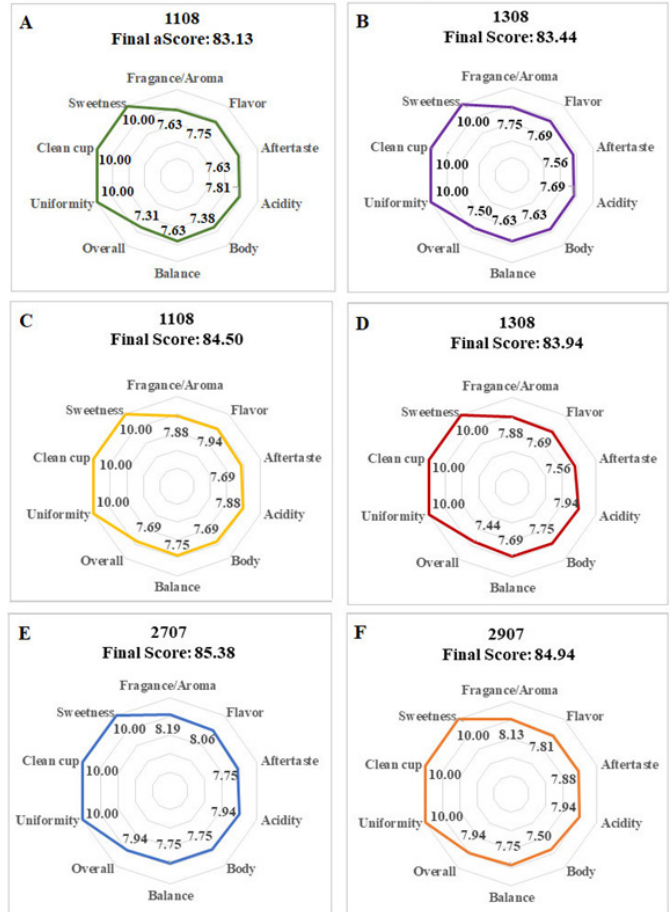 A
1108
Final aScore: 83.13
Fragance/Aroma
Sweetness
Flavor
10.00
7.63
7.75
Clean cup
Aftertaste
10.00
7.63
10.00
7.81
Uniformity
Acidity
7.31
7.63
7.38
Overall
Body
Balance
B
1308
Final Score: 83.44
Fragance/Aroma
Sweetness
Flavor
10.00
7.75
7.69
Clean cup
Aftertaste
10.00
7.56
10.00
7.69
Uniformity
Acidity
7.50
7.63
7.63
Overall
Body
Balance
C
1108
Final Score: 84.50
Fragance/Aroma
Sweetness
Flavor
10.00
7.88
7.94
Clean cup
Aftertaste
10.00
7.69
10.00
7.88
Uniformity
Acidity
7.69
7.75
7.69
Overall
Body
Balance
D
1308
Final Score: 83.94
Fragance/Aroma
Sweetness
Flavor
10.00
7.88
7.69
Clean cup
Aftertaste
10.00
7.56
10.00
7.94
Uniformity
Acidity
7.44
7.69
7.75
Overall
Body
Balance
E
2707
Final Score: 85.38
Fragance/Aroma
Sweetness
Flavor
10.00
8.19
8.06
Clean cup
Aftertaste
10.00
7.75
10.00
7.94
Uniformity
Acidity
7.94
7.75
7.75
Overall
Body
Balance
F
2907
Final Score: 84.94
Fragance/Aroma
Sweetness
Flavor
10.00
8.13
7.81
Clean cup
Aftertaste
10.00
7.88
10.00
7.94
Uniformity
Acidity
7.94
7.75
7.50
Overall
Body
Balance